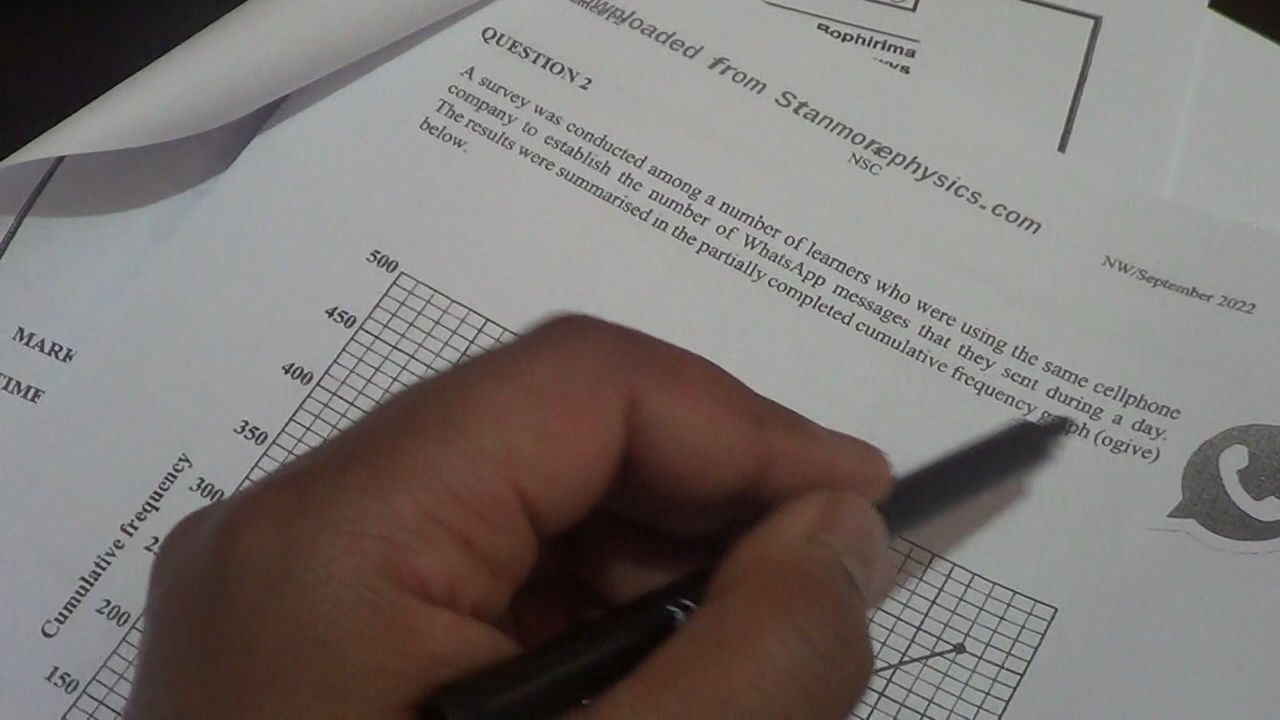 Downloaded from Stanmorephysics.com
Bophirima
NSC
NW/September 2022
QUESTION 2
A survey was conducted among a number of learners who were using the same cellphone
company to establish the number of WhatsApp messages that they sent during a day.
The results were summarised in the partially completed cumulative frequency graph (ogive)
below.
MARK
TIME
Cumulative frequency
500
450
400
350
300
200
150